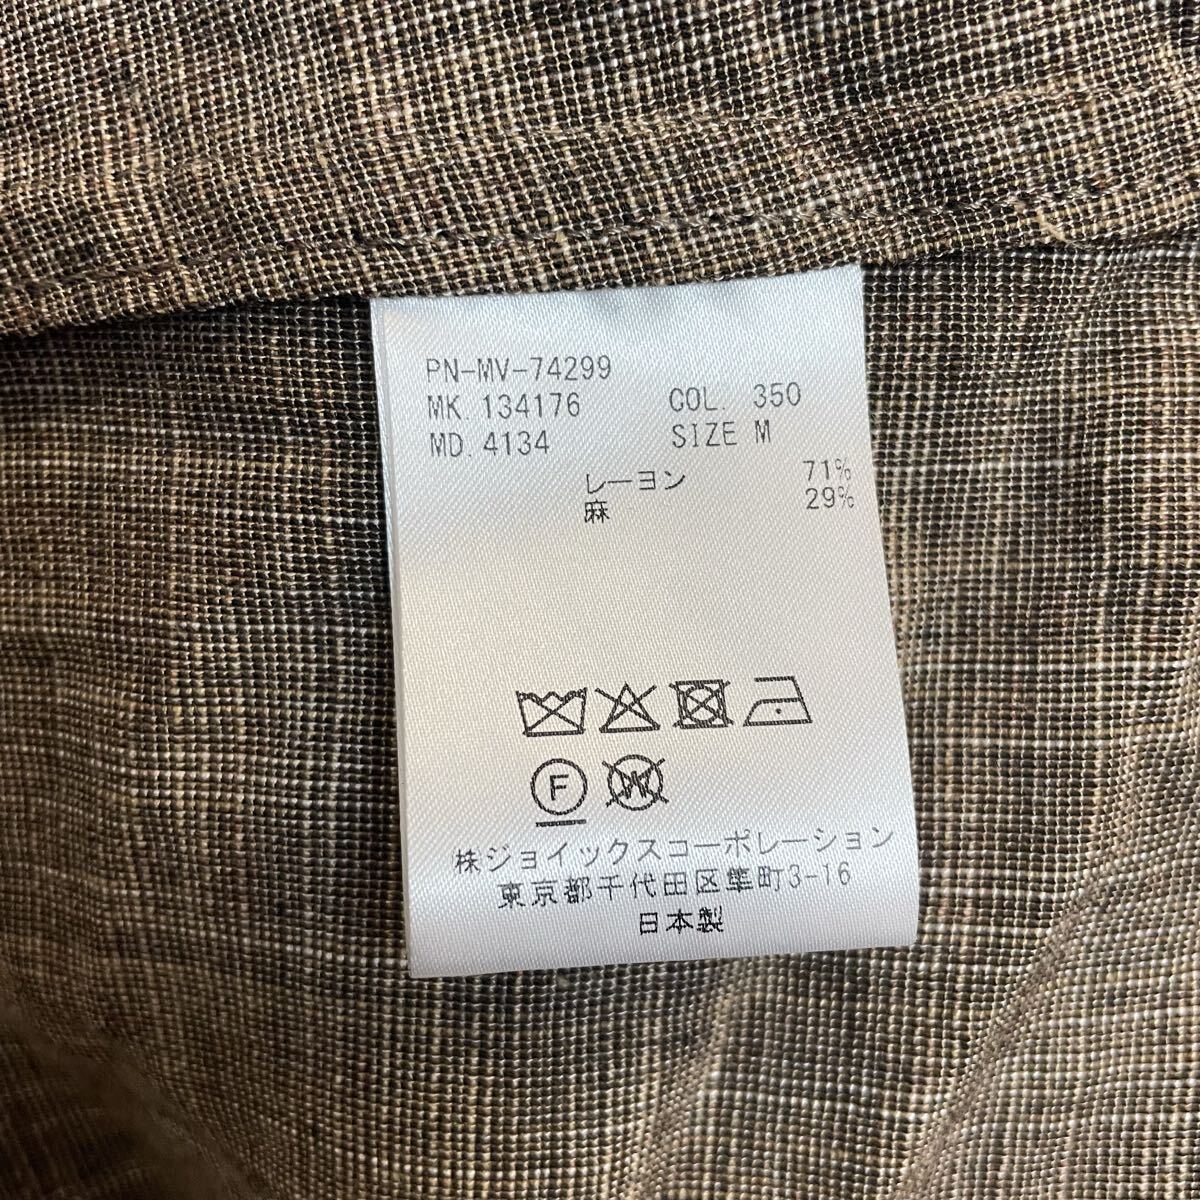 PN-MV-74299
MK. 134176 COL. 350
MD. 4134 SIZE M
レーヨン 71%
麻 29%
F W
株ジョイックスコーポレーション
東京都千代田区隼町3-16
日本製